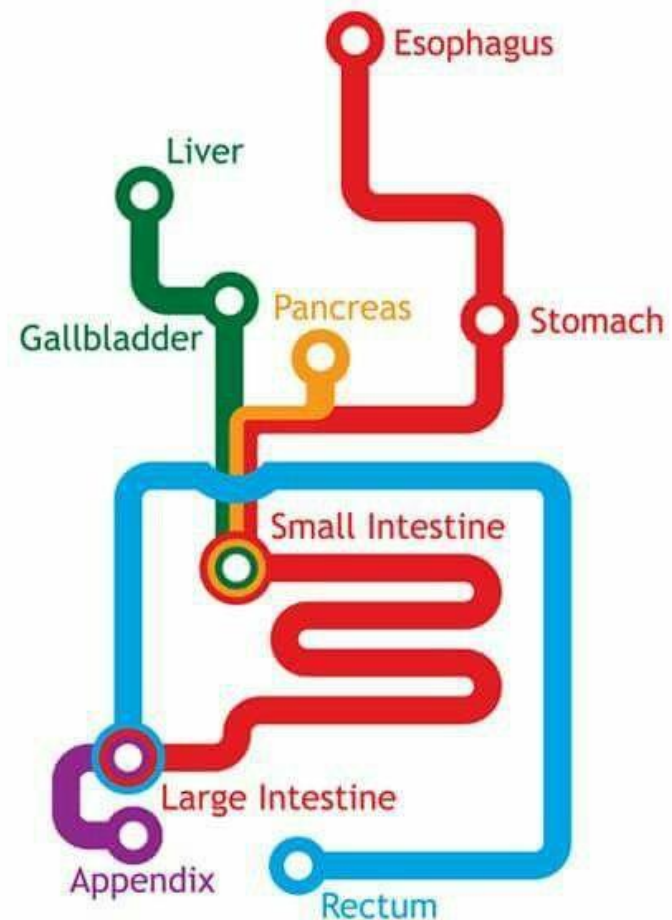 Esophagus
Liver
Pancreas
Gallbladder
Stomach
Small Intestine
Large Intestine
Appendix
Rectum